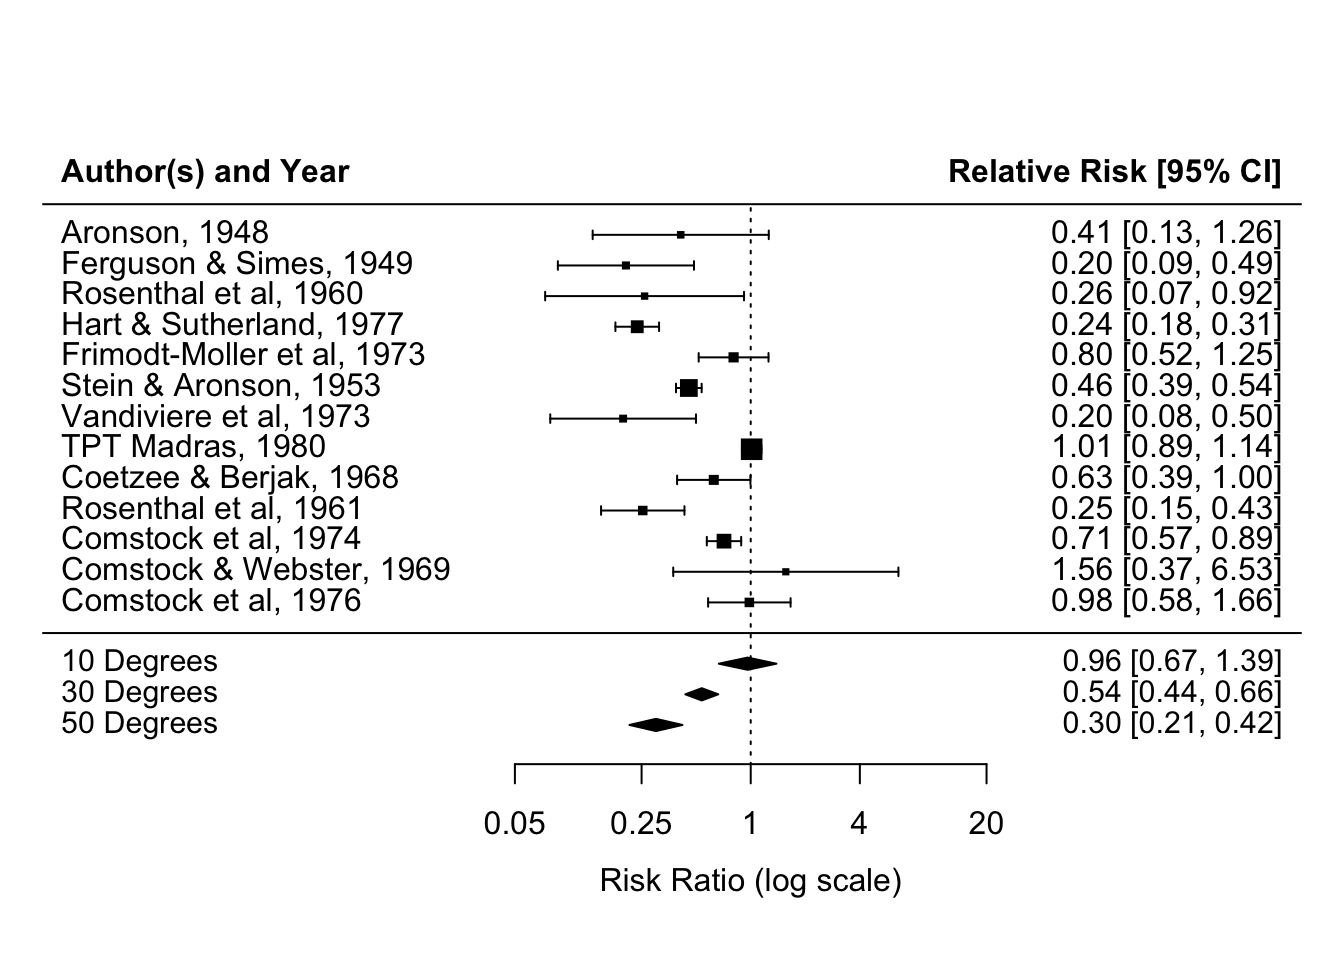 Author(s) and Year Relative Risk [95% CI]
Aronson, 1948 0.41 [0.13, 1.26]
Ferguson & Simes, 1949 0.20 [0.09, 0.49]
Rosenthal et al, 1960 0.26 [0.07, 0.92]
Hart & Sutherland, 1977 0.24 [0.18, 0.31]
Frimodt-Moller et al, 1973 0.80 [0.52, 1.25]
Stein & Aronson, 1953 0.46 [0.39, 0.54]
Vandiviere et al, 1973 0.20 [0.08, 0.50]
TPT Madras, 1980 1.01 [0.89, 1.14]
Coetzee & Berjak, 1968 0.63 [0.39, 1.00]
Rosenthal et al, 1961 0.25 [0.15, 0.43]
Comstock et al, 1974 0.71 [0.57, 0.89]
Comstock & Webster, 1969 1.56 [0.37, 6.53]
Comstock et al, 1976 0.98 [0.58, 1.66]
10 Degrees 0.96 [0.67, 1.39]
30 Degrees 0.54 [0.44, 0.66]
50 Degrees 0.30 [0.21, 0.42]
0.05 0.25 1 4 20
Risk Ratio (log scale)